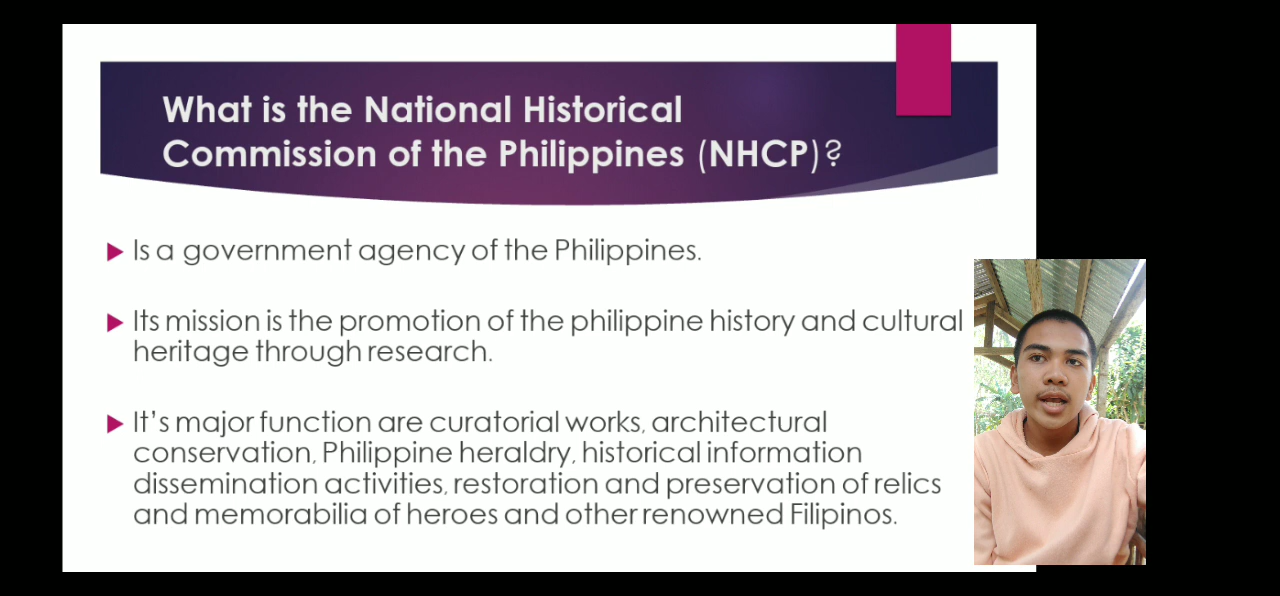 What is the National Historical
Commission of the Philippines (NHCP)?
Is a government agency of the Philippines.
Its mission is the promotion of the philippine history and cultural
heritage through research.
It's major function are curatorial works, architectural
conservation, Philippine heraldry, historical information
dissemination activities, restoration and preservation of relics
and memorabilia of heroes and other renowned Filipinos.